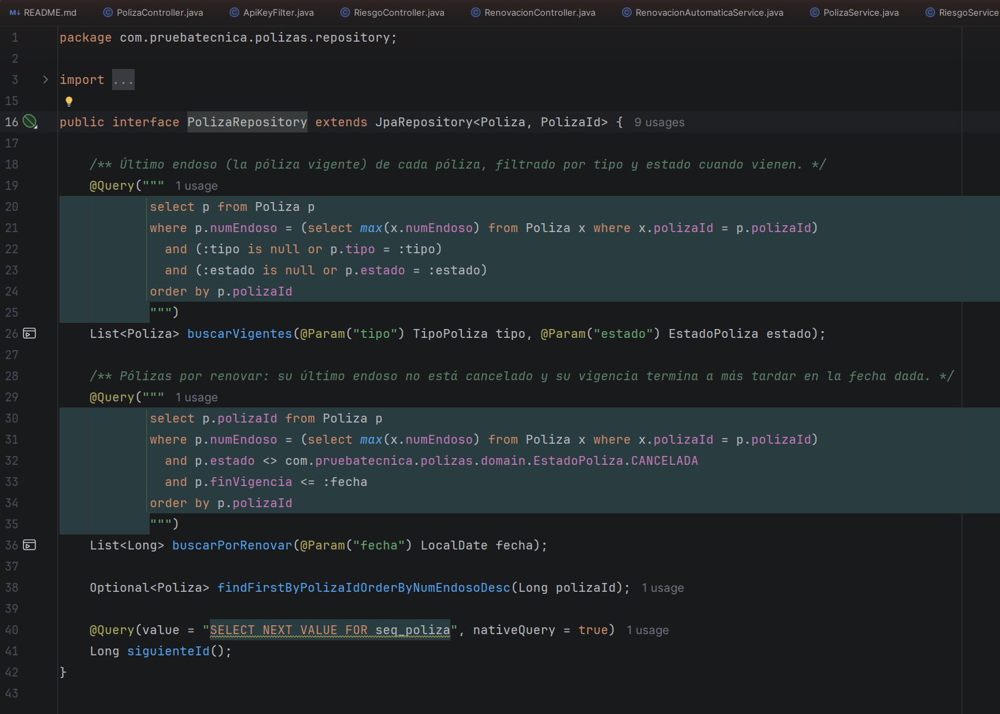 README.md PolizaController.java ApiKeyFilter.java RiesgoController.java RenovacionController.java RenovacionAutomaticaService.java PolizaService.java RiesgoService
1 package com.pruebatecnica.polizas.repository;
2
3 import ...
15
16 public interface PolizaRepository extends JpaRepository<Poliza, PolizaId> { 9 usages
17
18 /** Último endoso (la póliza vigente) de cada póliza, filtrado por tipo y estado cuando vienen. */
19 @Query(""" 1 usage
20 select p from Poliza p
21 where p.numEndoso = (select max(x.numEndoso) from Poliza x where x.polizaId = p.polizaId)
22 and (:tipo is null or p.tipo = :tipo)
23 and (:estado is null or p.estado = :estado)
24 order by p.polizaId
25 """)
26 List<Poliza> buscarVigentes(@Param("tipo") TipoPoliza tipo, @Param("estado") EstadoPoliza estado);
27
28 /** Pólizas por renovar: su último endoso no está cancelado y su vigencia termina a más tardar en la fecha dada. */
29 @Query(""" 1 usage
30 select p.polizaId from Poliza p
31 where p.numEndoso = (select max(x.numEndoso) from Poliza x where x.polizaId = p.polizaId)
32 and p.estado <> com.pruebatecnica.polizas.domain.EstadoPoliza.CANCELADA
33 and p.finVigencia <= :fecha
34 order by p.polizaId
35 """)
36 List<Long> buscarPorRenovar(@Param("fecha") LocalDate fecha);
37
38 Optional<Poliza> findFirstByPolizaIdOrderByNumEndosoDesc(Long polizaId); 1 usage
39
40 @Query(value = "SELECT NEXT VALUE FOR seq_poliza", nativeQuery = true) 1 usage
41 Long siguienteId();
42 }
43